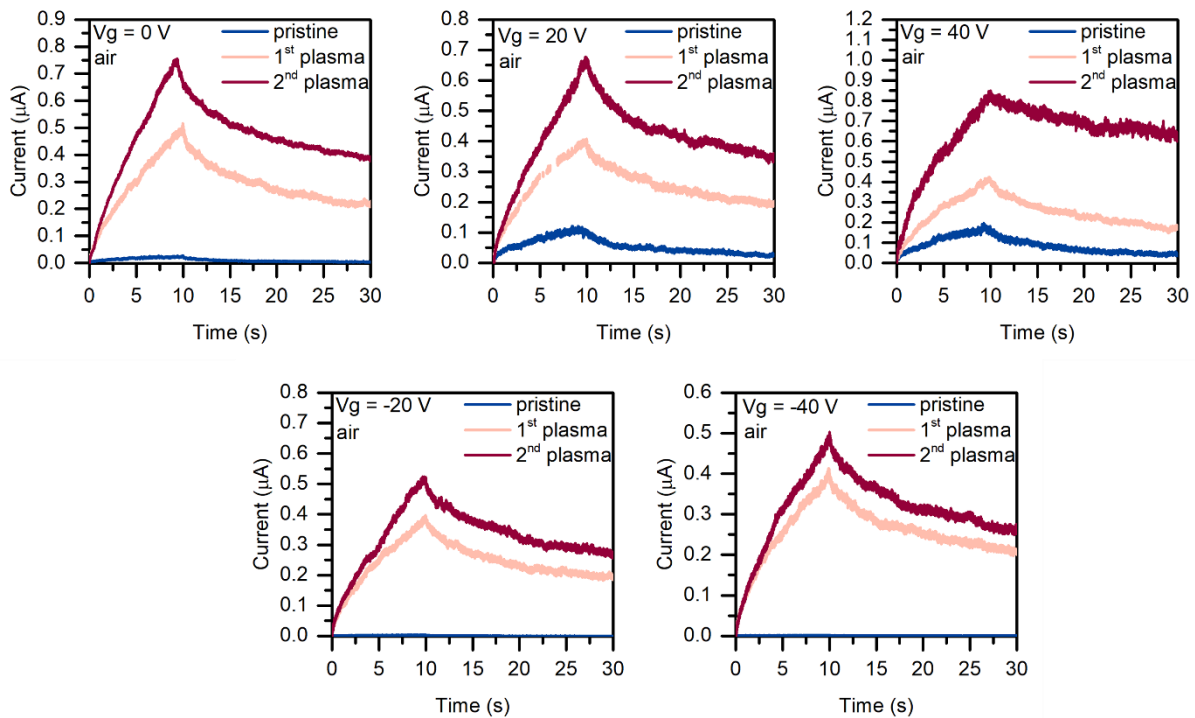 Vg = 0 V
air
pristine
1st plasma
2nd plasma
Current (µA)
0.9
0.8
0.7
0.6
0.5
0.4
0.3
0.2
0.1
0.0
0 5 10 15 20 25 30
Time (s)
Vg = 20 V
air
pristine
1st plasma
2nd plasma
Current (µA)
0.8
0.7
0.6
0.5
0.4
0.3
0.2
0.1
0.0
0 5 10 15 20 25 30
Time (s)
Vg = 40 V
air
pristine
1st plasma
2nd plasma
Current (µA)
1.2
1.1
1.0
0.9
0.8
0.7
0.6
0.5
0.4
0.3
0.2
0.1
0.0
0 5 10 15 20 25 30
Time (s)
Vg = -20 V
air
pristine
1st plasma
2nd plasma
Current (µA)
0.8
0.7
0.6
0.5
0.4
0.3
0.2
0.1
0.0
0 5 10 15 20 25 30
Time (s)
Vg = -40 V
air
pristine
1st plasma
2nd plasma
Current (µA)
0.6
0.5
0.4
0.3
0.2
0.1
0.0
0 5 10 15 20 25 30
Time (s)